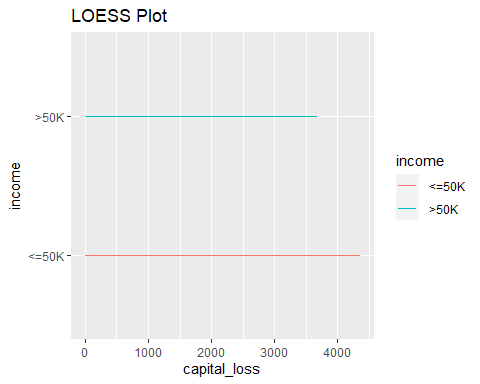 LOESS Plot
>50K
<=50K
income
0 1000 2000 3000 4000
capital_loss
income
<=50K
>50K